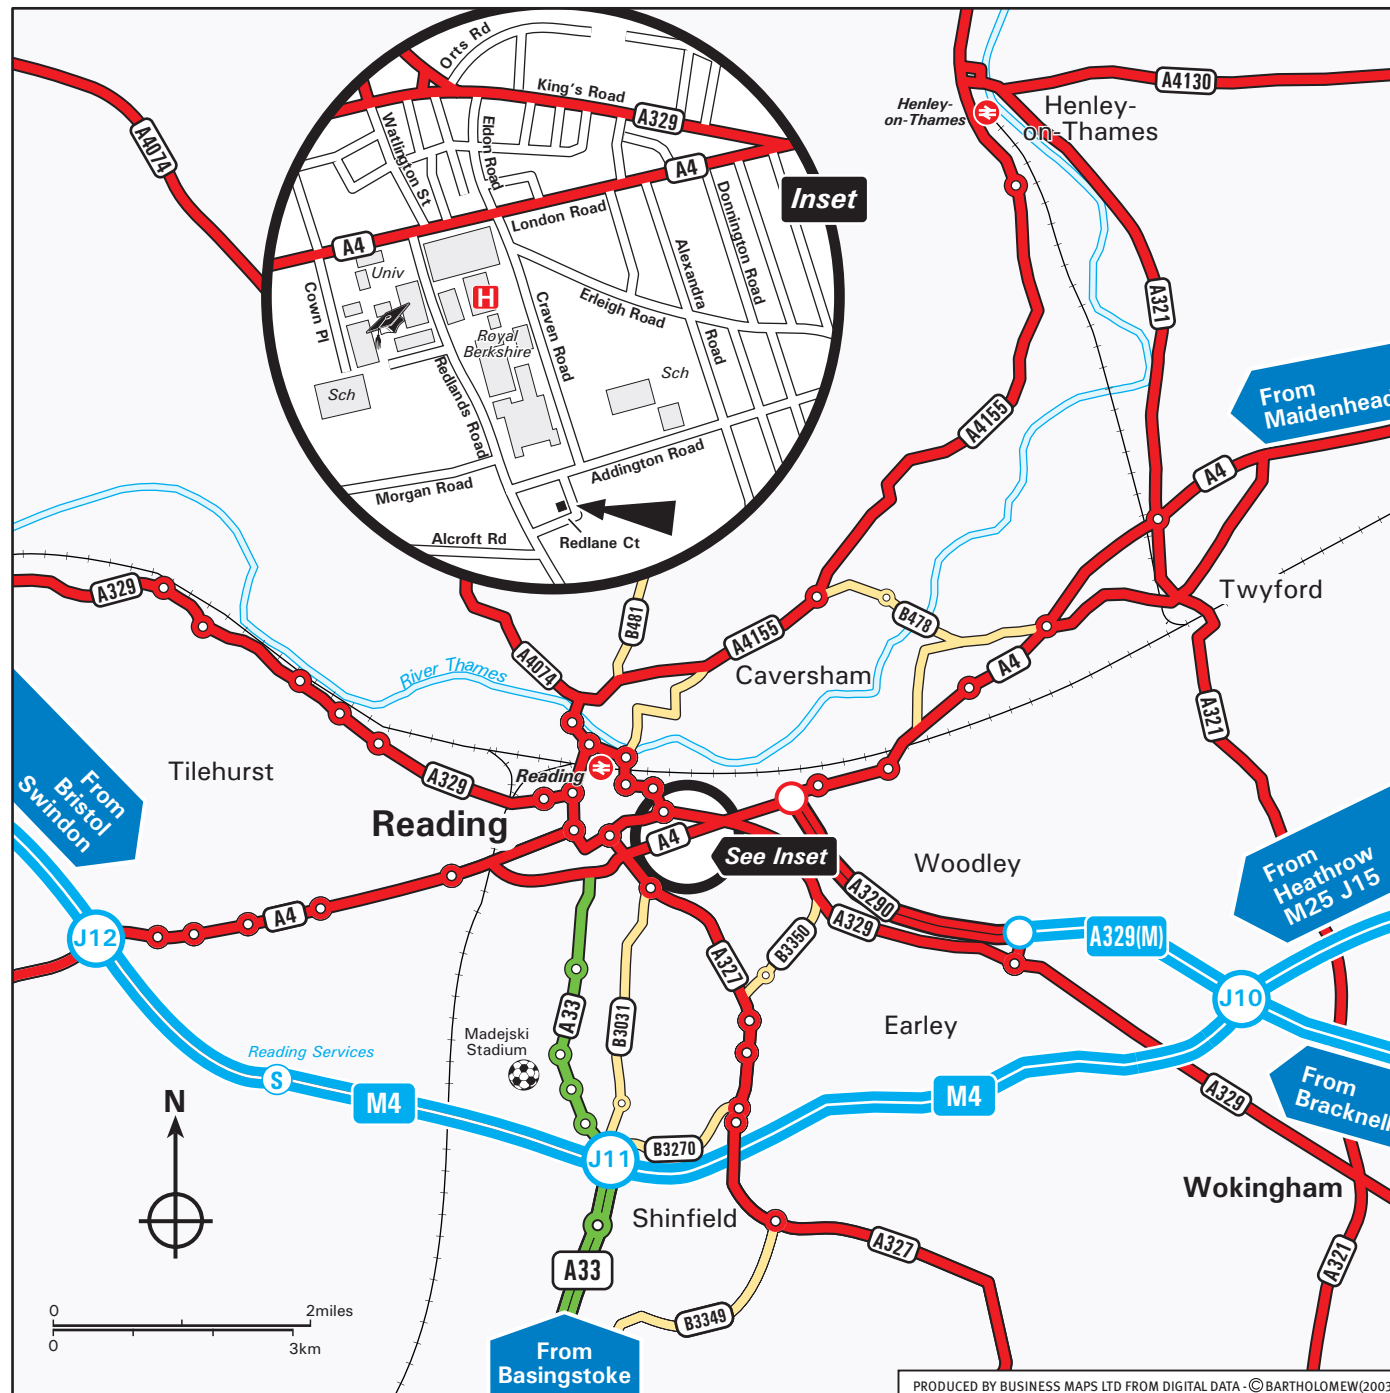 Orts Rd
King's Road
A329
A4130
Henley-
on-Thames
Henley-
on-Thames
A4074
Watlington St
Eldon Road
A4
Inset
London Road
Donnington Road
A4
Univ
Alexandra
Road
Cown Pl
H
Craven Road
Erleigh Road
A321
Royal
Berkshire
Redlands Road
Sch
Sch
From
Maidenhead
A4155
Addington Road
A4
Morgan Road
Alcroft Rd
Redlane Ct
A329
B481
A4155
B478
Twyford
A4074
River Thames
Caversham
A4
A321
Tilehurst
From
Bristol
Swindon
A329
Reading
Reading
A4
See Inset
Woodley
From
Heathrow
M25 J15
A3290
A4
A329
A329(M)
J12
B3350
A327
J10
A33
B3031
Earley
Madejski
Stadium
Reading Services
S
M4
M4
From
Bracknell
A329
N
B3270
J11
Wokingham
Shinfield
A327
A321
A33
0
2miles
0
3km
B3349
From
Basingstoke
PRODUCED BY BUSINESS MAPS LTD FROM DIGITAL DATA - © BARTHOLOMEW(2003